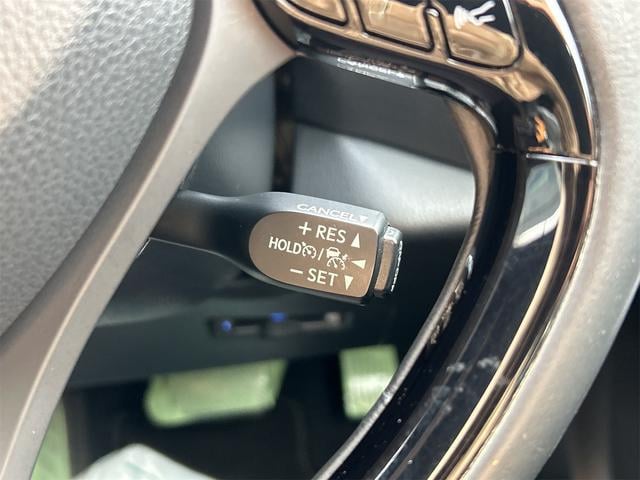 CANCEL▼
+ RES ▲
HOLD / ◀
− SET ▼